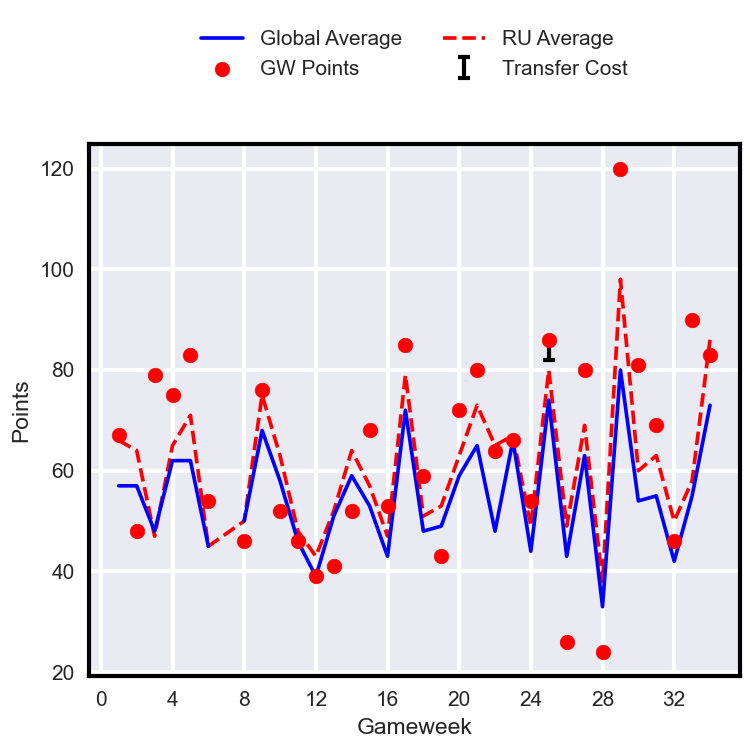 Global Average
RU Average
GW Points
Transfer Cost
120
100
80
60
40
20
Points
0 4 8 12 16 20 24 28 32
Gameweek